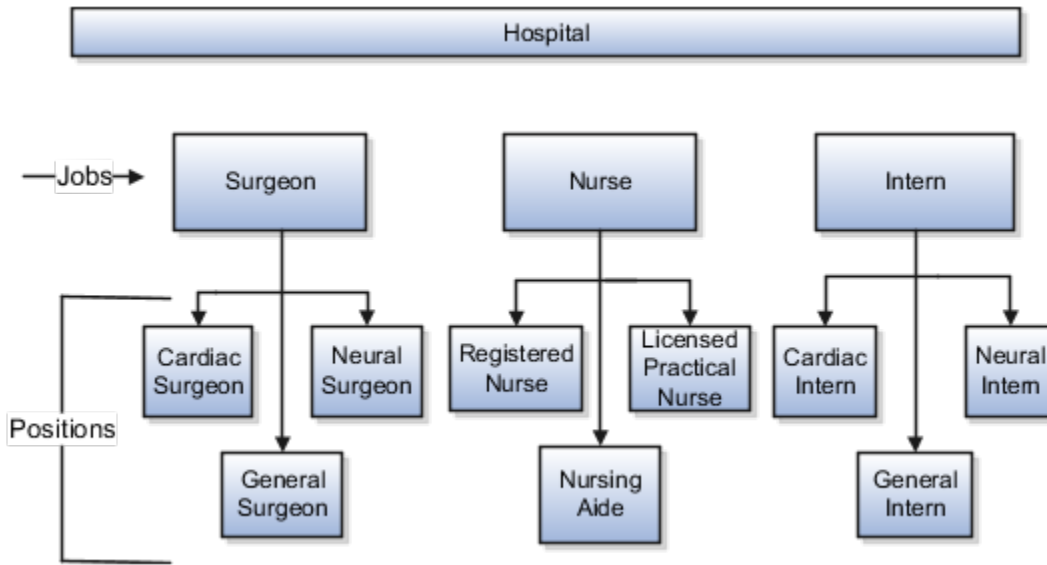 Hospital
Jobs
Surgeon
Nurse
Intern
Positions
Cardiac
Surgeon
Neural
Surgeon
General
Surgeon
Registered
Nurse
Licensed
Practical
Nurse
Nursing
Aide
Cardiac
Intern
Neural
Intern
General
Intern